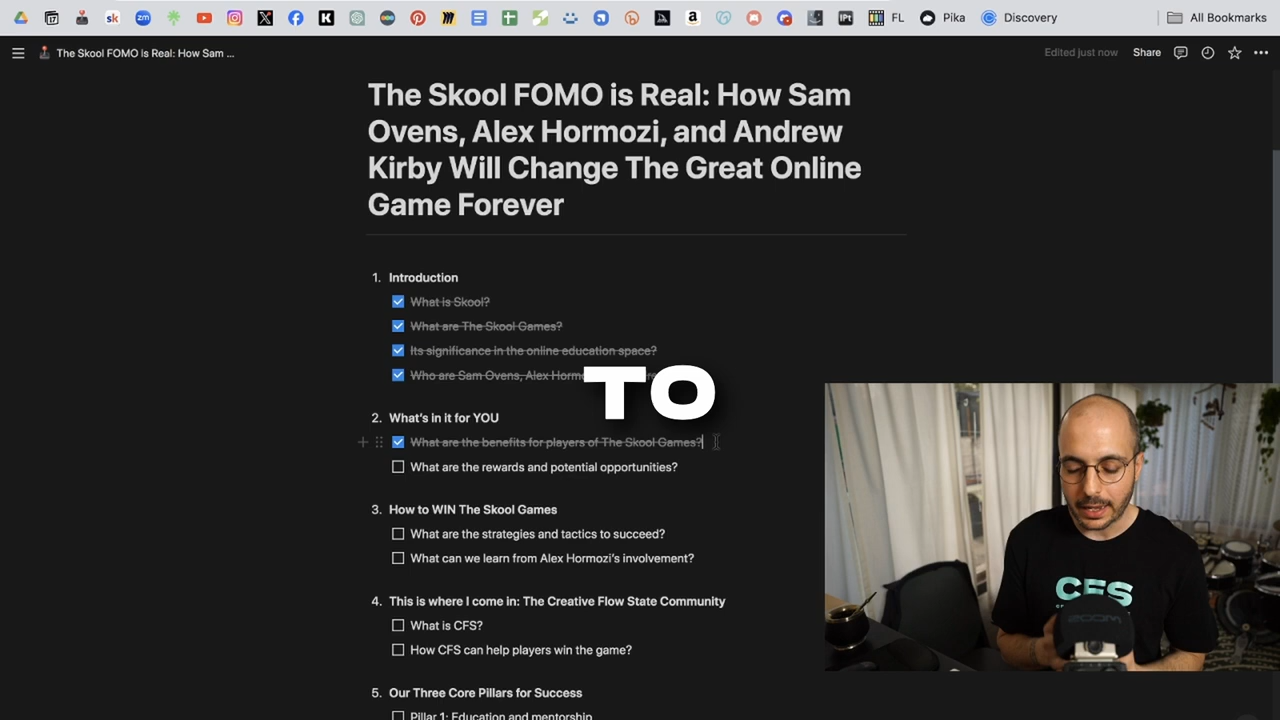 FL
Pika
Discovery
All Bookmarks
The Skool FOMO is Real: How Sam ...
Edited just now
Share
The Skool FOMO is Real: How Sam
Ovens, Alex Hormozi, and Andrew
Kirby Will Change The Great Online
Game Forever
1. Introduction
What is Skool?
What are The Skool Games?
Its significance in the online education space?
Who are Sam Ovens, Alex
TO
2. What's in it for YOU
What are the benefits for players of The Skool Games?
What are the rewards and potential opportunities?
3. How to WIN The Skool Games
What are the strategies and tactics to succeed?
What can we learn from Alex Hormozi's involvement?
4. This is where I come in: The Creative Flow State Community
What is CFS?
How CFS can help players win the game?
5. Our Three Core Pillars for Success
Pillar 1: Education and mentorship
CFS
ZOOM